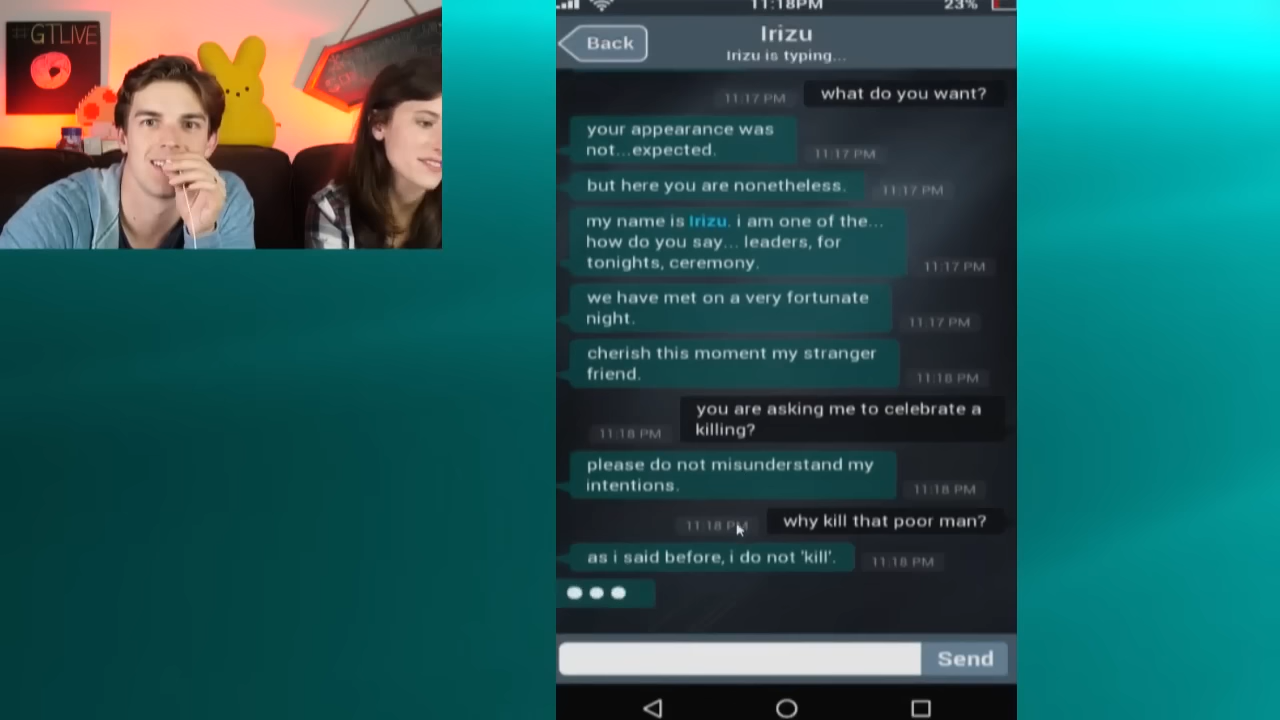 #GTLIVE
11:18PM
23%
Back
Irizu
Irizu is typing...
11:17 PM
what do you want?
your appearance was
not...expected.
11:17 PM
but here you are nonetheless.
11:17 PM
my name is Irizu. i am one of the...
how do you say... leaders, for
tonights, ceremony.
11:17 PM
we have met on a very fortunate
night.
11:17 PM
cherish this moment my stranger
friend.
11:18 PM
you are asking me to celebrate a
killing?
11:18 PM
please do not misunderstand my
intentions.
11:18 PM
11:18 PM
why kill that poor man?
as i said before, i do not 'kill'.
11:18 PM
Send